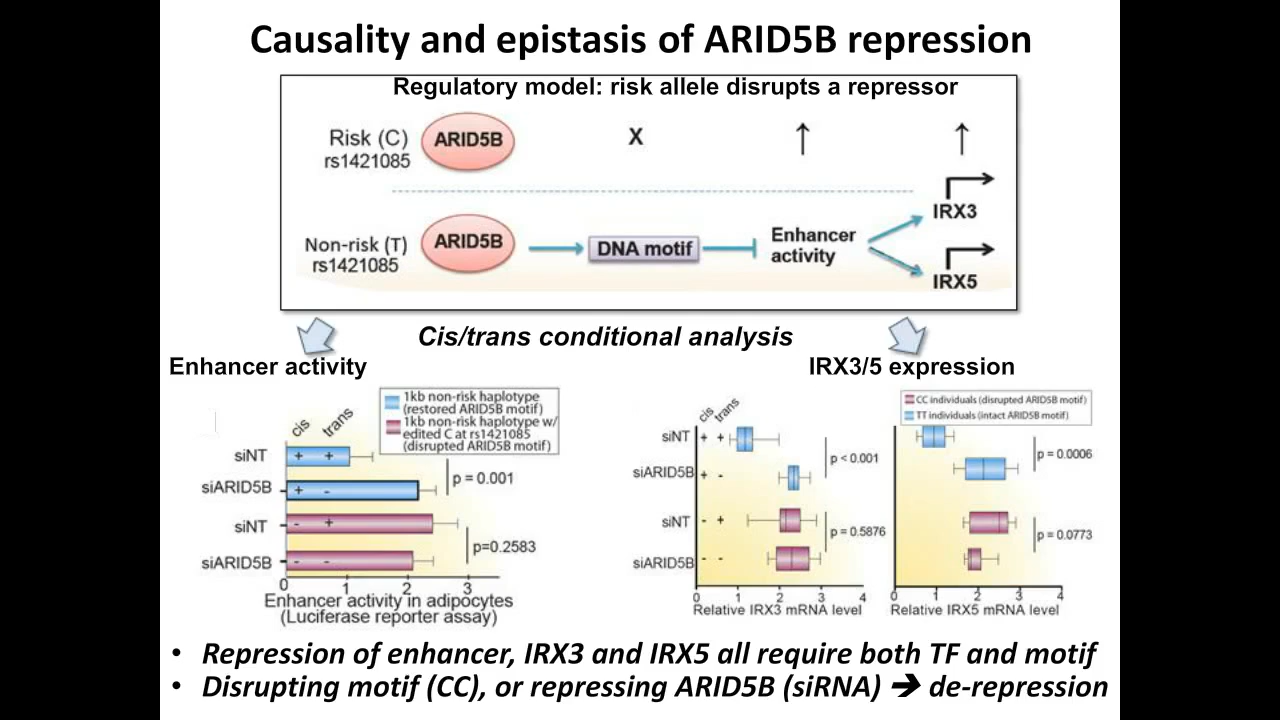 Causality and epistasis of ARID5B repression
Regulatory model: risk allele disrupts a repressor
Risk (C)
rs1421085
ARID5B
X
↑
↑
Non-risk (T)
rs1421085
ARID5B
DNA motif
Enhancer
activity
IRX3
IRX5
Cis/trans conditional analysis
Enhancer activity
IRX3/5 expression
1kb non-risk haplotype
(restored ARID5B motif)
1kb non-risk haplotype w/
edited C at rs1421085
(disrupted ARID5B motif)
cis trans
siNT + +
siARID5B + -
siNT - +
siARID5B - -
p = 0.001
p=0.2583
0 1 2 3
Enhancer activity in adipocytes
(Luciferase reporter assay)
CC individuals (disrupted ARID5B motif)
TT individuals (intact ARID5B motif)
cis trans
siNT + +
siARID5B + -
siNT - +
siARID5B - -
p < 0.001
p = 0.5876
0 1 2 3 4
Relative IRX3 mRNA level
p = 0.0006
p = 0.0773
0 1 2 3 4
Relative IRX5 mRNA level
• Repression of enhancer, IRX3 and IRX5 all require both TF and motif
• Disrupting motif (CC), or repressing ARID5B (siRNA) ➔ de-repression